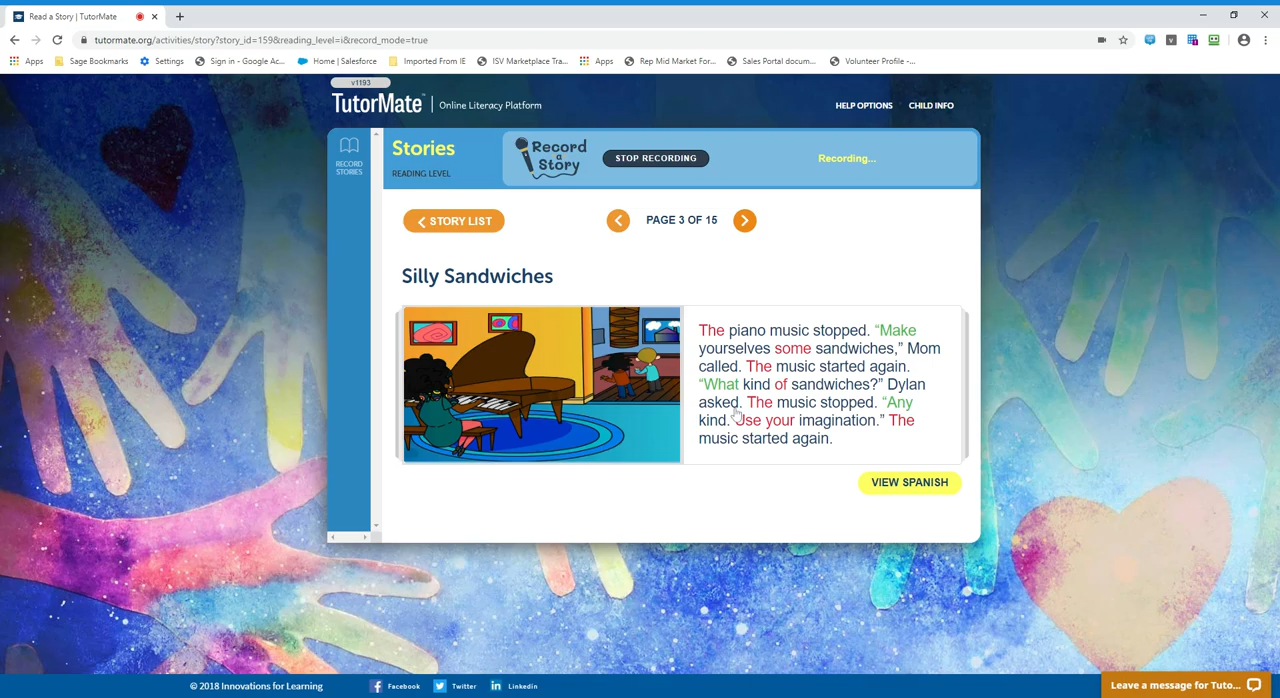 Read a Story | TutorMate
tutormate.org/activities/story?story_id=159&reading_level=i&record_mode=true
Apps Sage Bookmarks Settings Sign in - Google Ac... Home | Salesforce Imported From IE ISV Marketplace Tra... Apps Rep Mid Market For... Sales Portal docum... Volunteer Profile -...
v1193
TutorMate™ | Online Literacy Platform
HELP OPTIONS CHILD INFO
RECORD
STORIES
Stories
READING LEVEL
Record
a
Story
STOP RECORDING
Recording...
STORY LIST
PAGE 3 OF 15
Silly Sandwiches
The piano music stopped. “Make
yourselves some sandwiches,” Mom
called. The music started again.
“What kind of sandwiches?” Dylan
asked. The music stopped. “Any
kind. Use your imagination.” The
music started again.
VIEW SPANISH
© 2018 Innovations for Learning
Facebook Twitter Linkedin
Leave a message for Tuto...